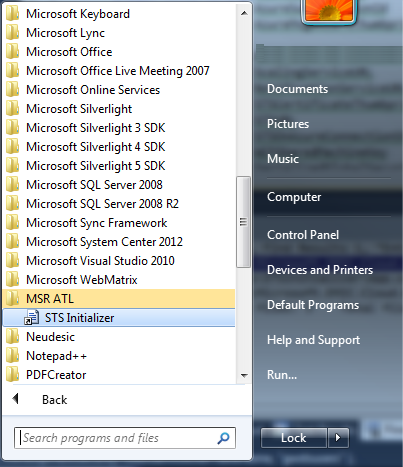 Microsoft Keyboard
Microsoft Lync
Microsoft Office
Microsoft Office Live Meeting 2007
Microsoft Online Services
Microsoft Silverlight
Microsoft Silverlight 3 SDK
Microsoft Silverlight 4 SDK
Microsoft Silverlight 5 SDK
Microsoft SQL Server 2008
Microsoft SQL Server 2008 R2
Microsoft Sync Framework
Microsoft System Center 2012
Microsoft Visual Studio 2010
Microsoft WebMatrix
MSR ATL
STS Initializer
Neudesic
Notepad++
PDFCreator
Back
Search programs and files
Documents
Pictures
Music
Computer
Control Panel
Devices and Printers
Default Programs
Help and Support
Run...
Lock